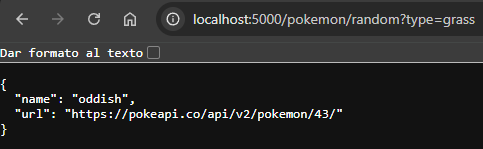 localhost:5000/pokemon/random?type=grass
Dar formato al texto
{
  "name": "oddish",
  "url": "https://pokeapi.co/api/v2/pokemon/43/"
}